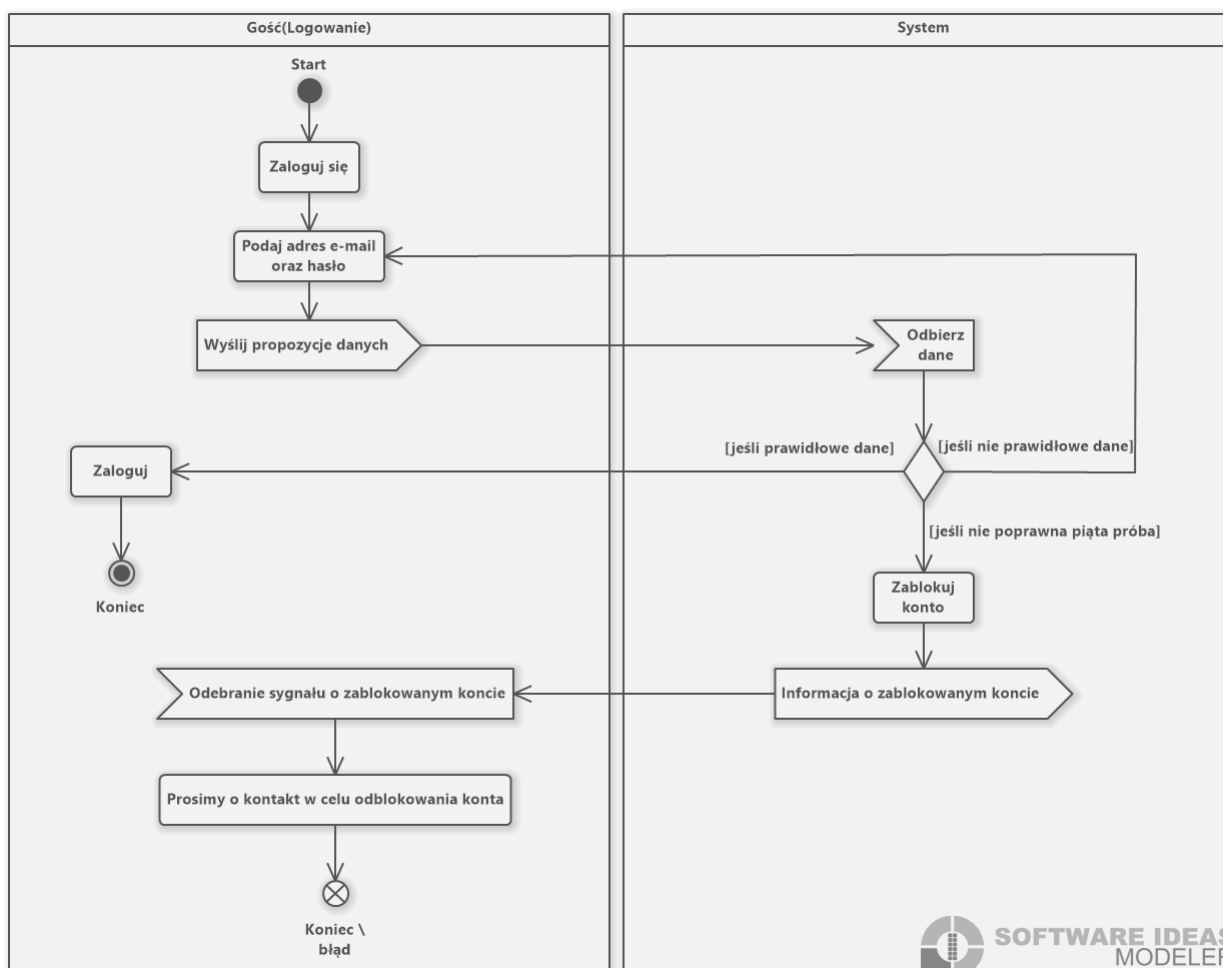 Gość(Logowanie)
System
Start
Zaloguj się
Podaj adres e-mail
oraz hasło
Wyślij propozycje danych
Odbierz
dane
[jeśli prawidłowe dane]
[jeśli nie prawidłowe dane]
Zaloguj
[jeśli nie poprawna piąta próba]
Koniec
Zablokuj
konto
Odebranie sygnału o zablokowanym koncie
Informacja o zablokowanym koncie
Prosimy o kontakt w celu odblokowania konta
Koniec \
błąd
SOFTWARE IDEAS
MODELER